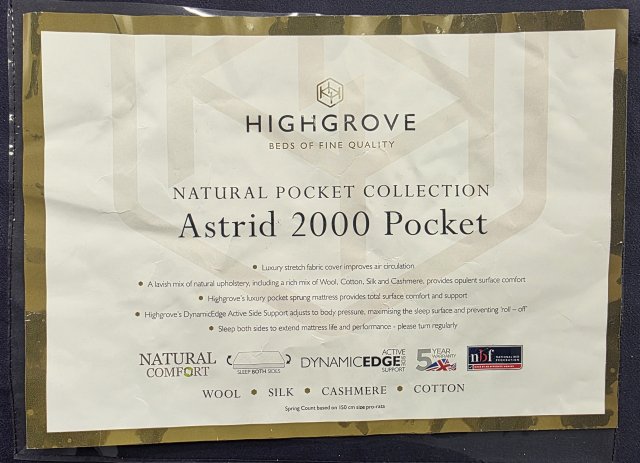 HIGHGROVE
BEDS OF FINE QUALITY
NATURAL POCKET COLLECTION
Astrid 2000 Pocket
• Luxury stretch fabric cover improves air circulation
• A lavish mix of natural upholstery, including a rich mix of Wool, Cotton, Silk and Cashmere, provides opulent surface comfort
• Highgrove's luxury pocket sprung mattress provides total surface comfort and support
• Highgrove's DynamicEdge Active Side Support adjusts to body pressure, maximising the sleep surface and preventing 'roll – off'
• Sleep both sides to extend mattress life and performance - please turn regularly
NATURAL COMFORT
SLEEP BOTH SIDES
DYNAMICEDGE ACTIVE SIDE SUPPORT
5 YEAR WARRANTY
nbf NATIONAL BED FEDERATION
WOOL • SILK • CASHMERE • COTTON
Spring Count based on 150 cm size pro-rata